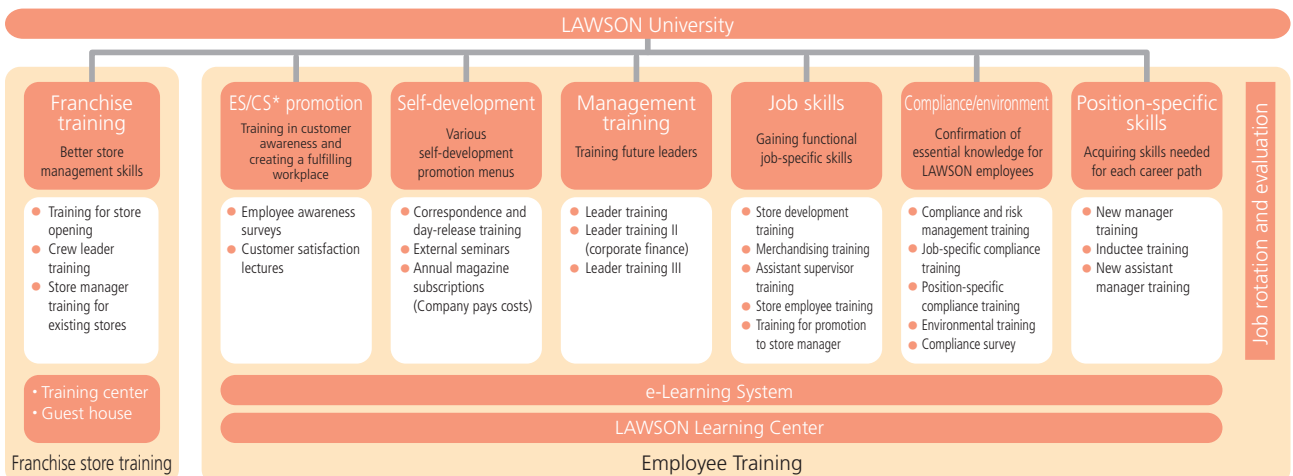 LAWSON University
Franchise
training
Better store
management skills
• Training for store
opening
• Crew leader
training
• Store manager
training for
existing stores
• Training center
• Guest house
Franchise store training
ES/CS* promotion
Training in customer
awareness and
creating a fulfilling
workplace
• Employee awareness
surveys
• Customer satisfaction
lectures
Self-development
Various
self-development
promotion menus
• Correspondence and
day-release training
• External seminars
• Annual magazine
subscriptions
(Company pays costs)
Management
training
Training future leaders
• Leader training
• Leader training II
(corporate finance)
• Leader training III
Job skills
Gaining functional
job-specific skills
• Store development
training
• Merchandising training
• Assistant supervisor
training
• Store employee training
• Training for promotion
to store manager
Compliance/environment
Confirmation of
essential knowledge for
LAWSON employees
• Compliance and risk
management training
• Job-specific compliance
training
• Position-specific
compliance training
• Environmental training
• Compliance survey
Position-specific
skills
Acquiring skills needed
for each career path
• New manager
training
• Inductee training
• New assistant
manager training
Job rotation and evaluation
e-Learning System
LAWSON Learning Center
Employee Training